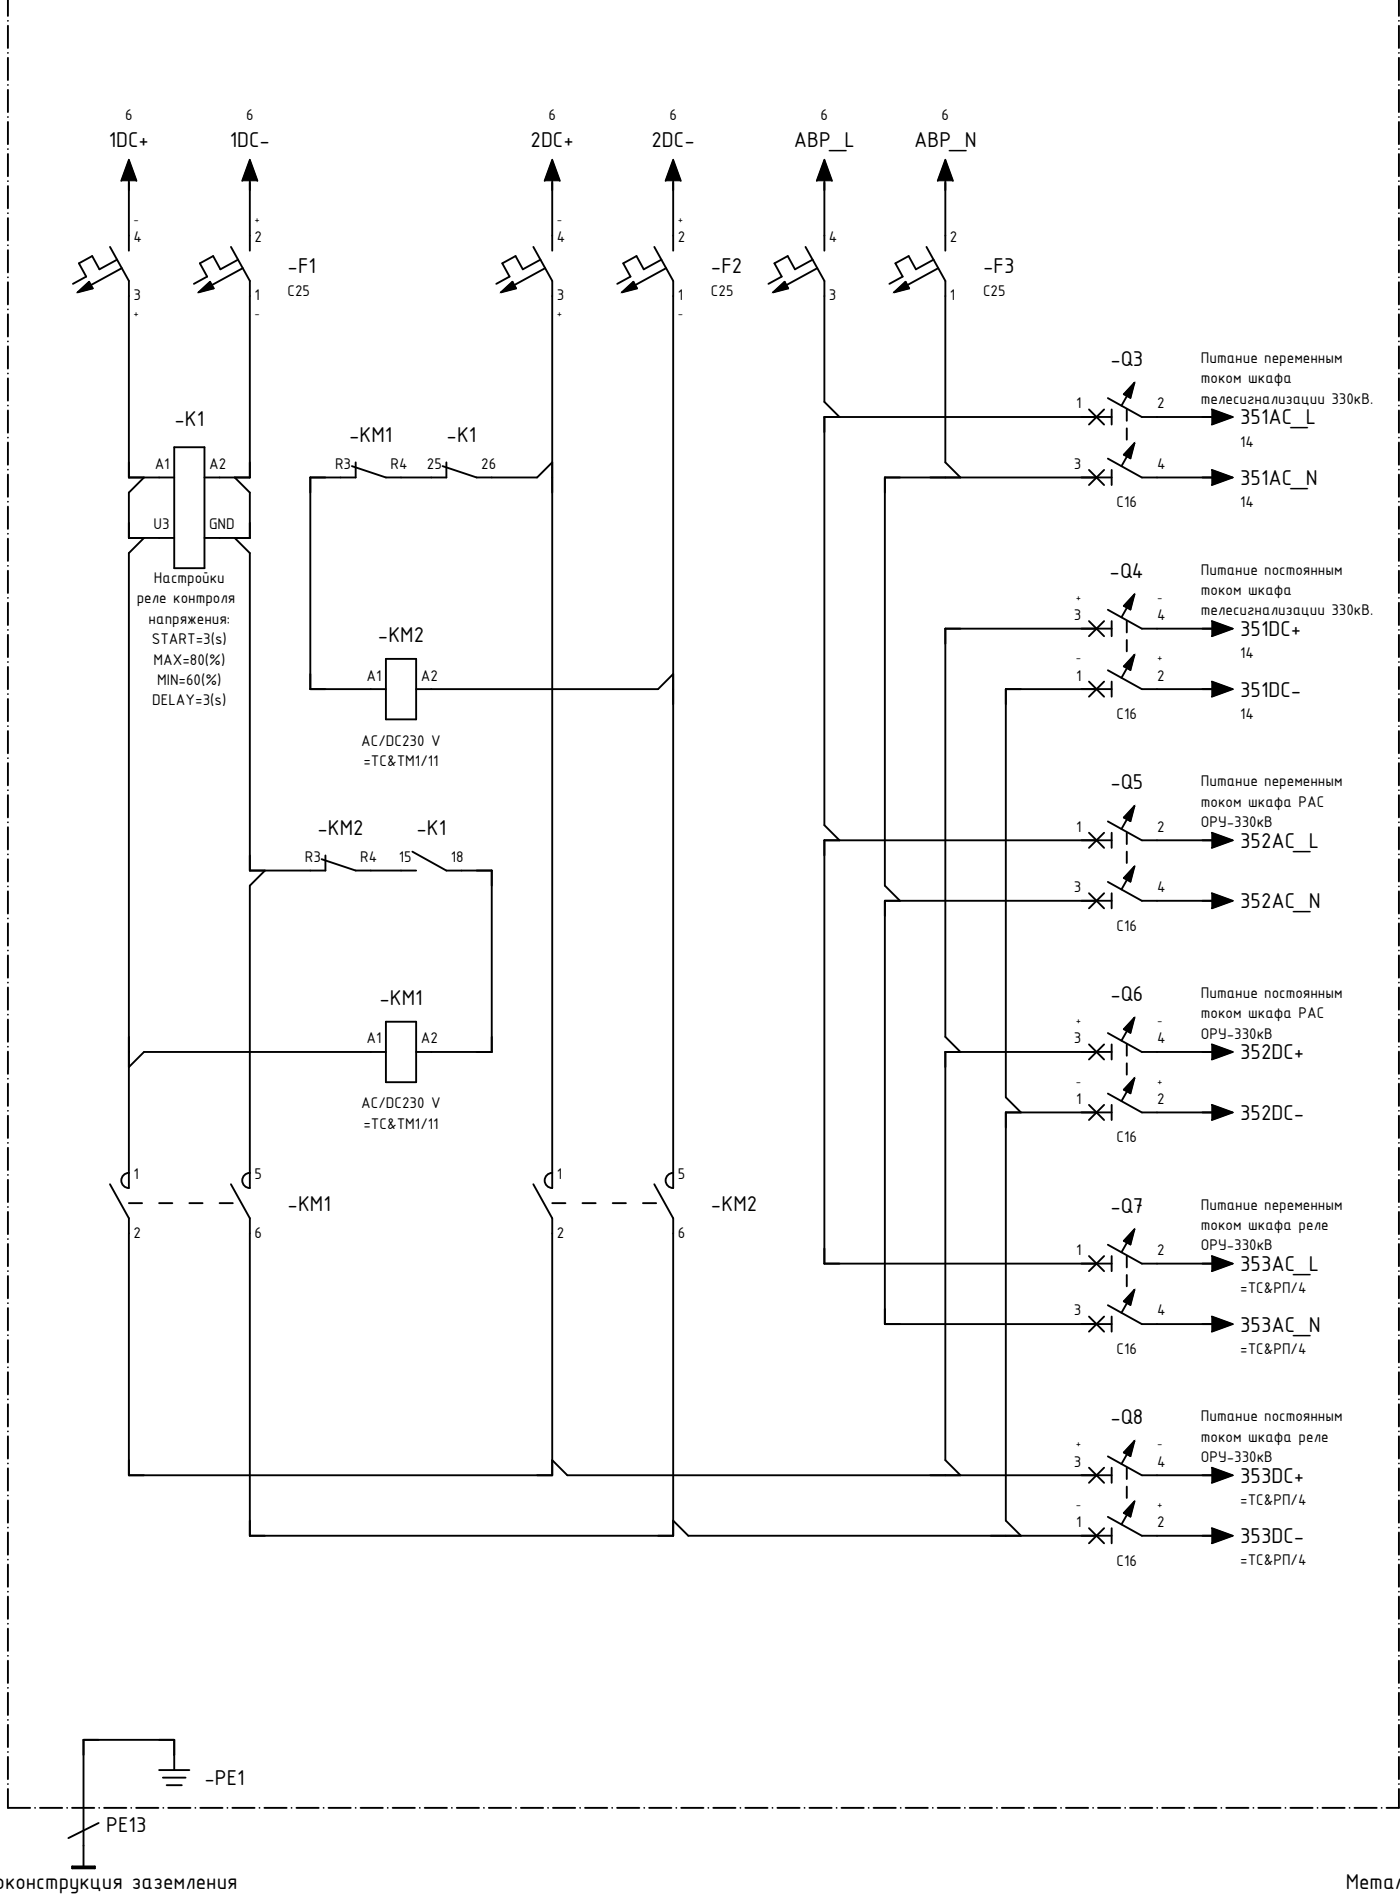 6 6 6 6 6 6
1DC+ 1DC- 2DC+ 2DC- АВР_L АВР_N
- + - +
4 2 4 2 4 2
-F1 -F2 -F3
C25 C25 C25
3 1 3 1 3 1
+ - + -
-K1
A1 A2
U3 GND
Настройки
реле контроля
напряжения:
START=3(s)
MAX=80(%)
MIN=60(%)
DELAY=3(s)
-KM1 -K1
R3 R4 25 26
-KM2
A1 A2
AC/DC230 V
=TC&TM1/11
-KM2 -K1
R3 R4 15 18
-KM1
A1 A2
AC/DC230 V
=TC&TM1/11
1 5 1 5
-KM1 -KM2
2 6 2 6
-Q3
Питание переменным
током шкафа
телесигнализации 330кВ.
1 2 351AC_L
14
3 4 351AC_N
C16 14
-Q4
Питание постоянным
током шкафа
телесигнализации 330кВ.
+ -
3 4 351DC+
14
- +
1 2 351DC-
C16 14
-Q5
Питание переменным
током шкафа РАС
ОРУ-330кВ
1 2 352AC_L
3 4 352AC_N
C16
-Q6
Питание постоянным
током шкафа РАС
ОРУ-330кВ
+ -
3 4 352DC+
- +
1 2 352DC-
C16
-Q7
Питание переменным
током шкафа реле
ОРУ-330кВ
1 2 353AC_L
=ТС&РП/4
3 4 353AC_N
C16 =ТС&РП/4
-Q8
Питание постоянным
током шкафа реле
ОРУ-330кВ
+ -
3 4 353DC+
=ТС&РП/4
- +
1 2 353DC-
C16 =ТС&РП/4
-PE1
PE13
оконструкция заземления
Метал